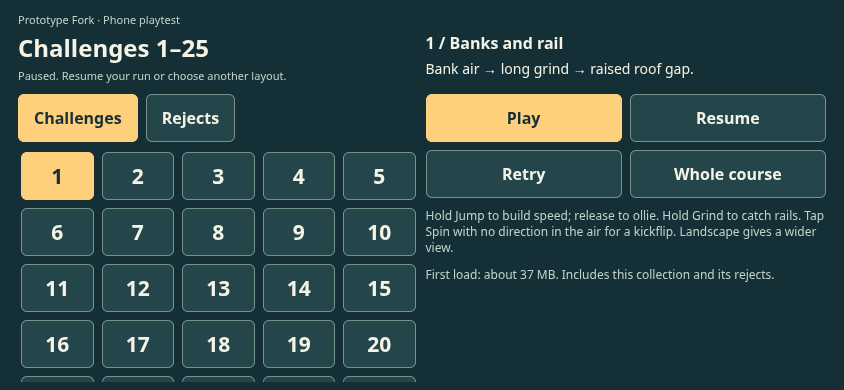 Prototype Fork · Phone playtest
Challenges 1–25
Paused. Resume your run or choose another layout.
Challenges
Rejects
1 2 3 4 5
6 7 8 9 10
11 12 13 14 15
16 17 18 19 20
1 / Banks and rail
Bank air → long grind → raised roof gap.
Play
Resume
Retry
Whole course
Hold Jump to build speed; release to ollie. Hold Grind to catch rails. Tap
Spin with no direction in the air for a kickflip. Landscape gives a wider
view.
First load: about 37 MB. Includes this collection and its rejects.